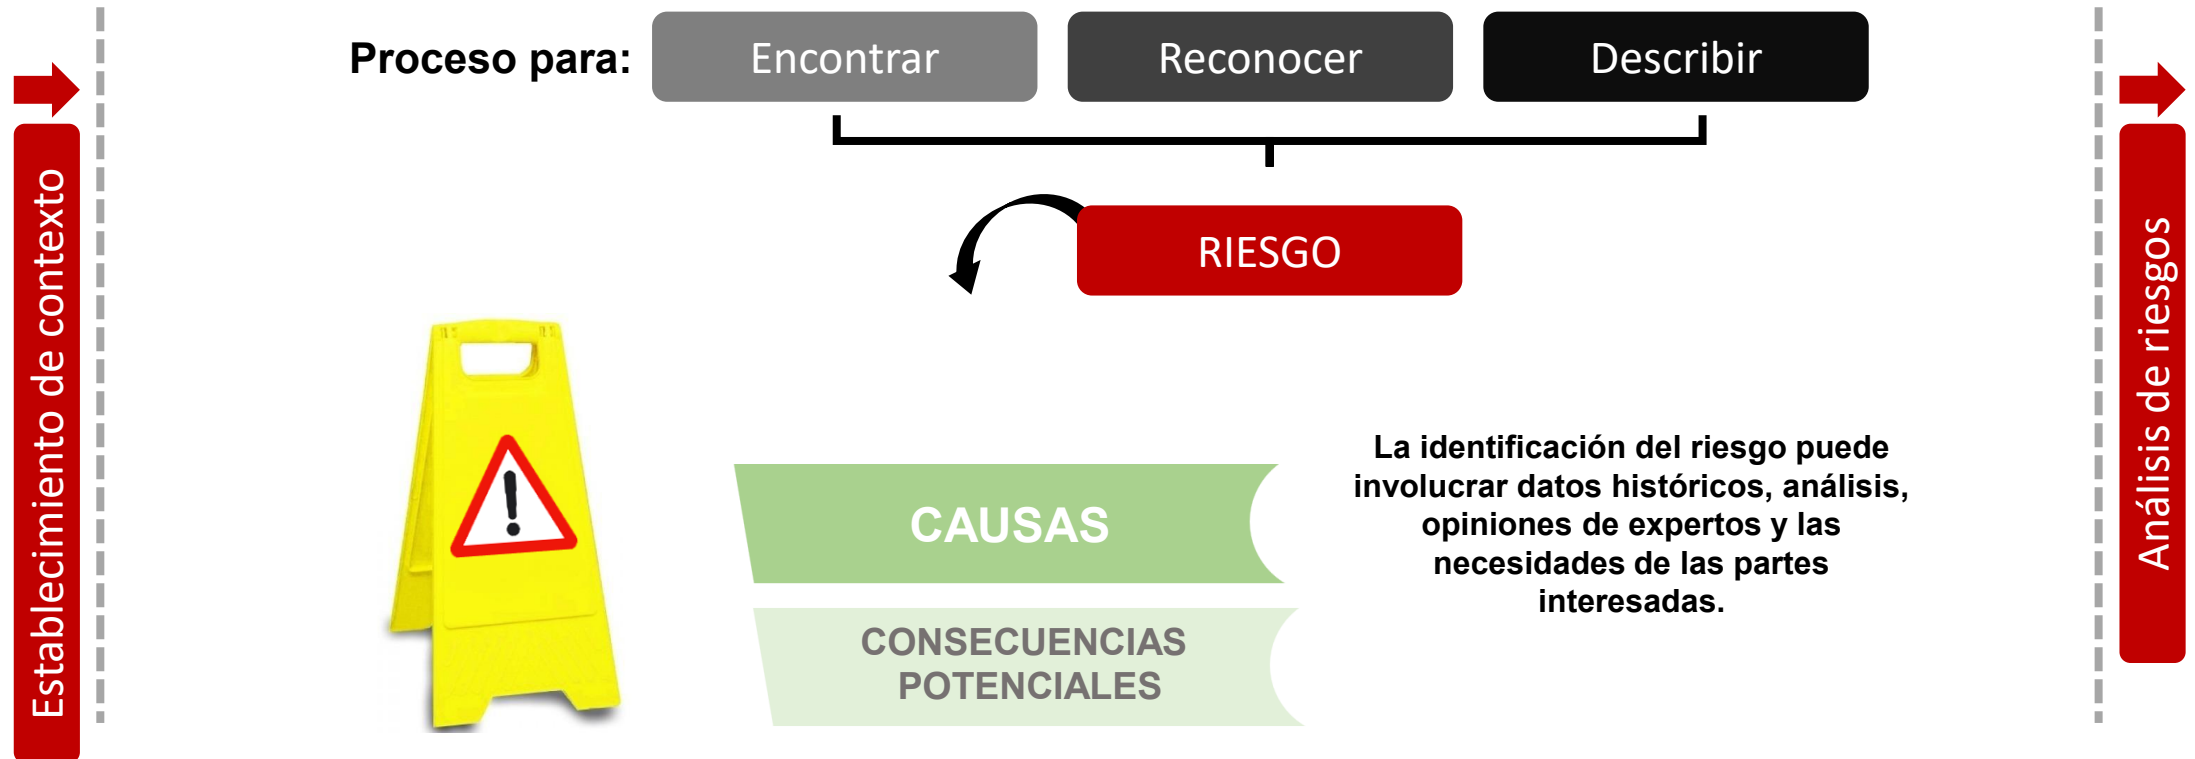 Establecimiento de contexto
Proceso para:
Encontrar
Reconocer
Describir
RIESGO
CAUSAS
CONSECUENCIAS
POTENCIALES
La identificación del riesgo puede
involucrar datos históricos, análisis,
opiniones de expertos y las
necesidades de las partes
interesadas.
Análisis de riesgos